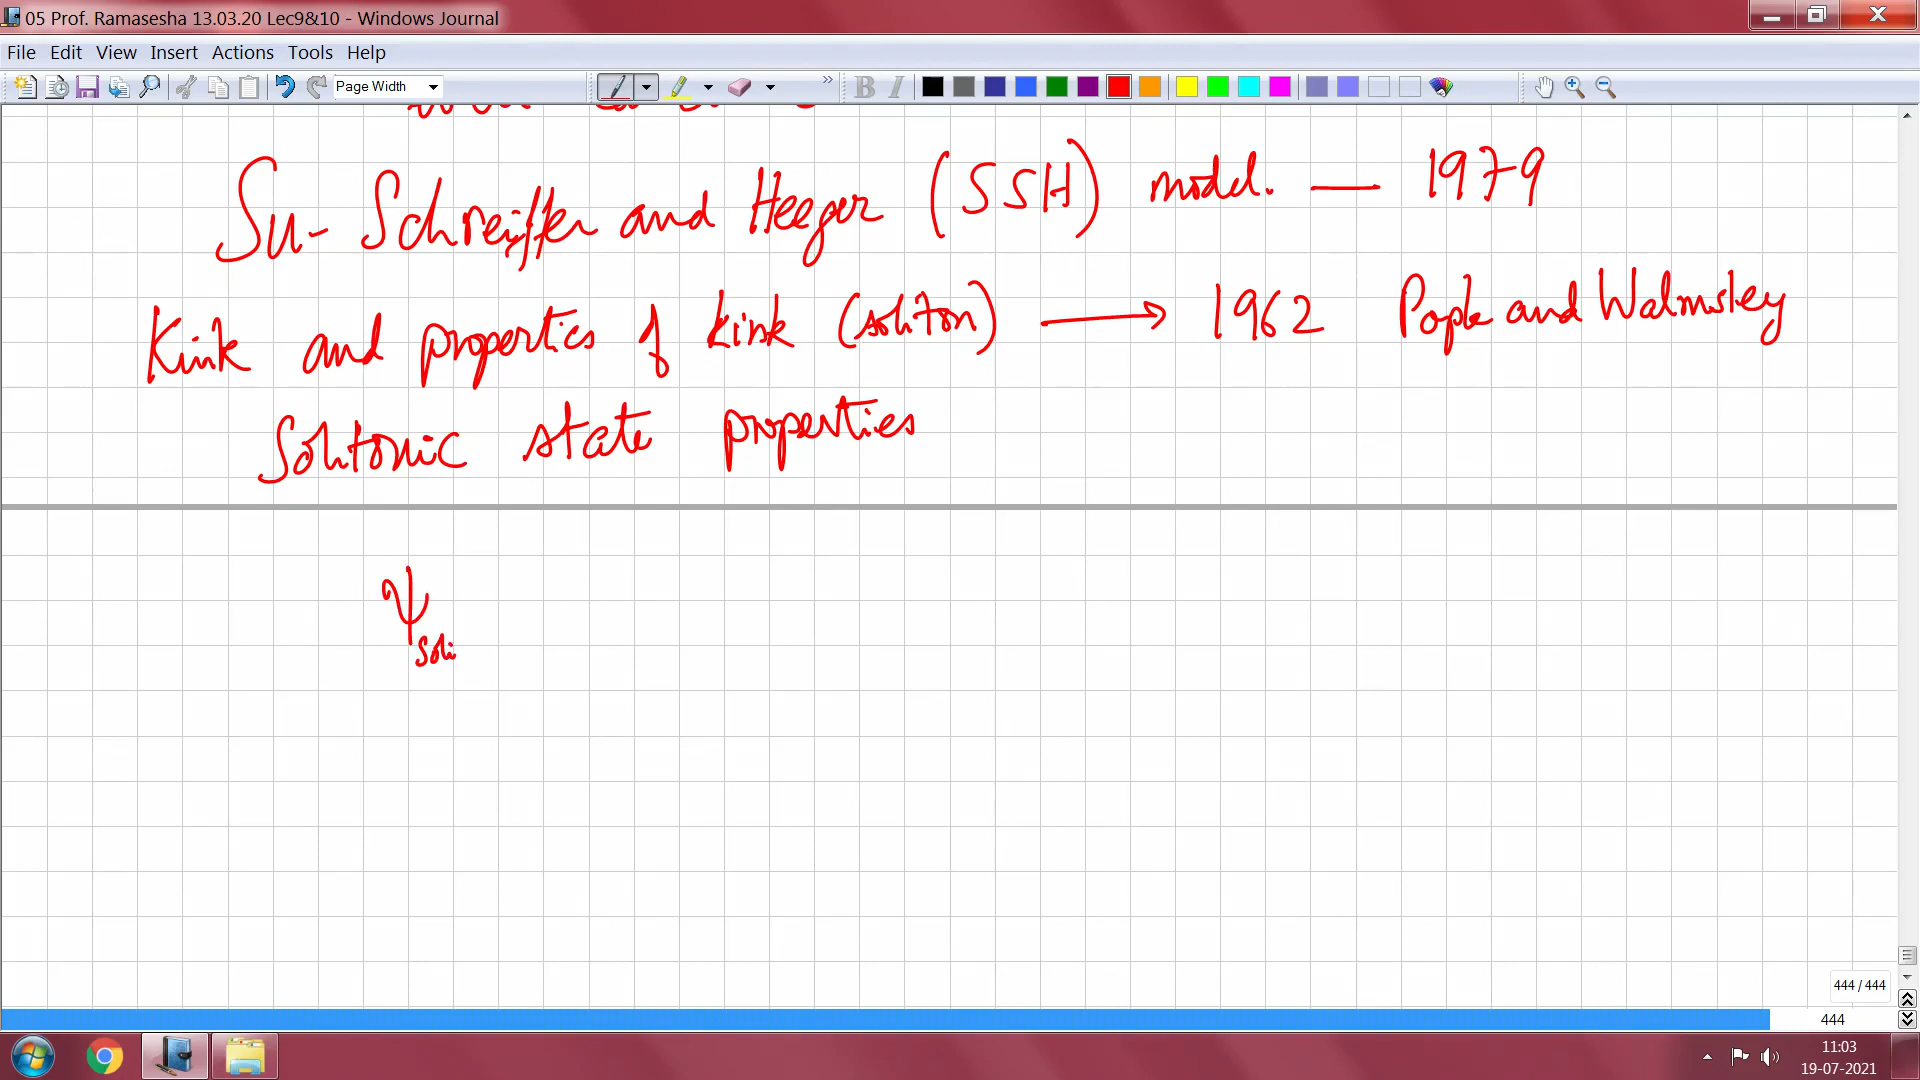 05 Prof. Ramasesha 13.03.20 Lec9&10 - Windows Journal
File Edit View Insert Actions Tools Help
Page Width
Su-Schreiffer and Heeger (SSH) model. — 1979
Kink and properties of kink (soliton) → 1962 Pople and Walmsley
Solitonic state properties
ψ
Soli
444 / 444
444
11:03
19-07-2021